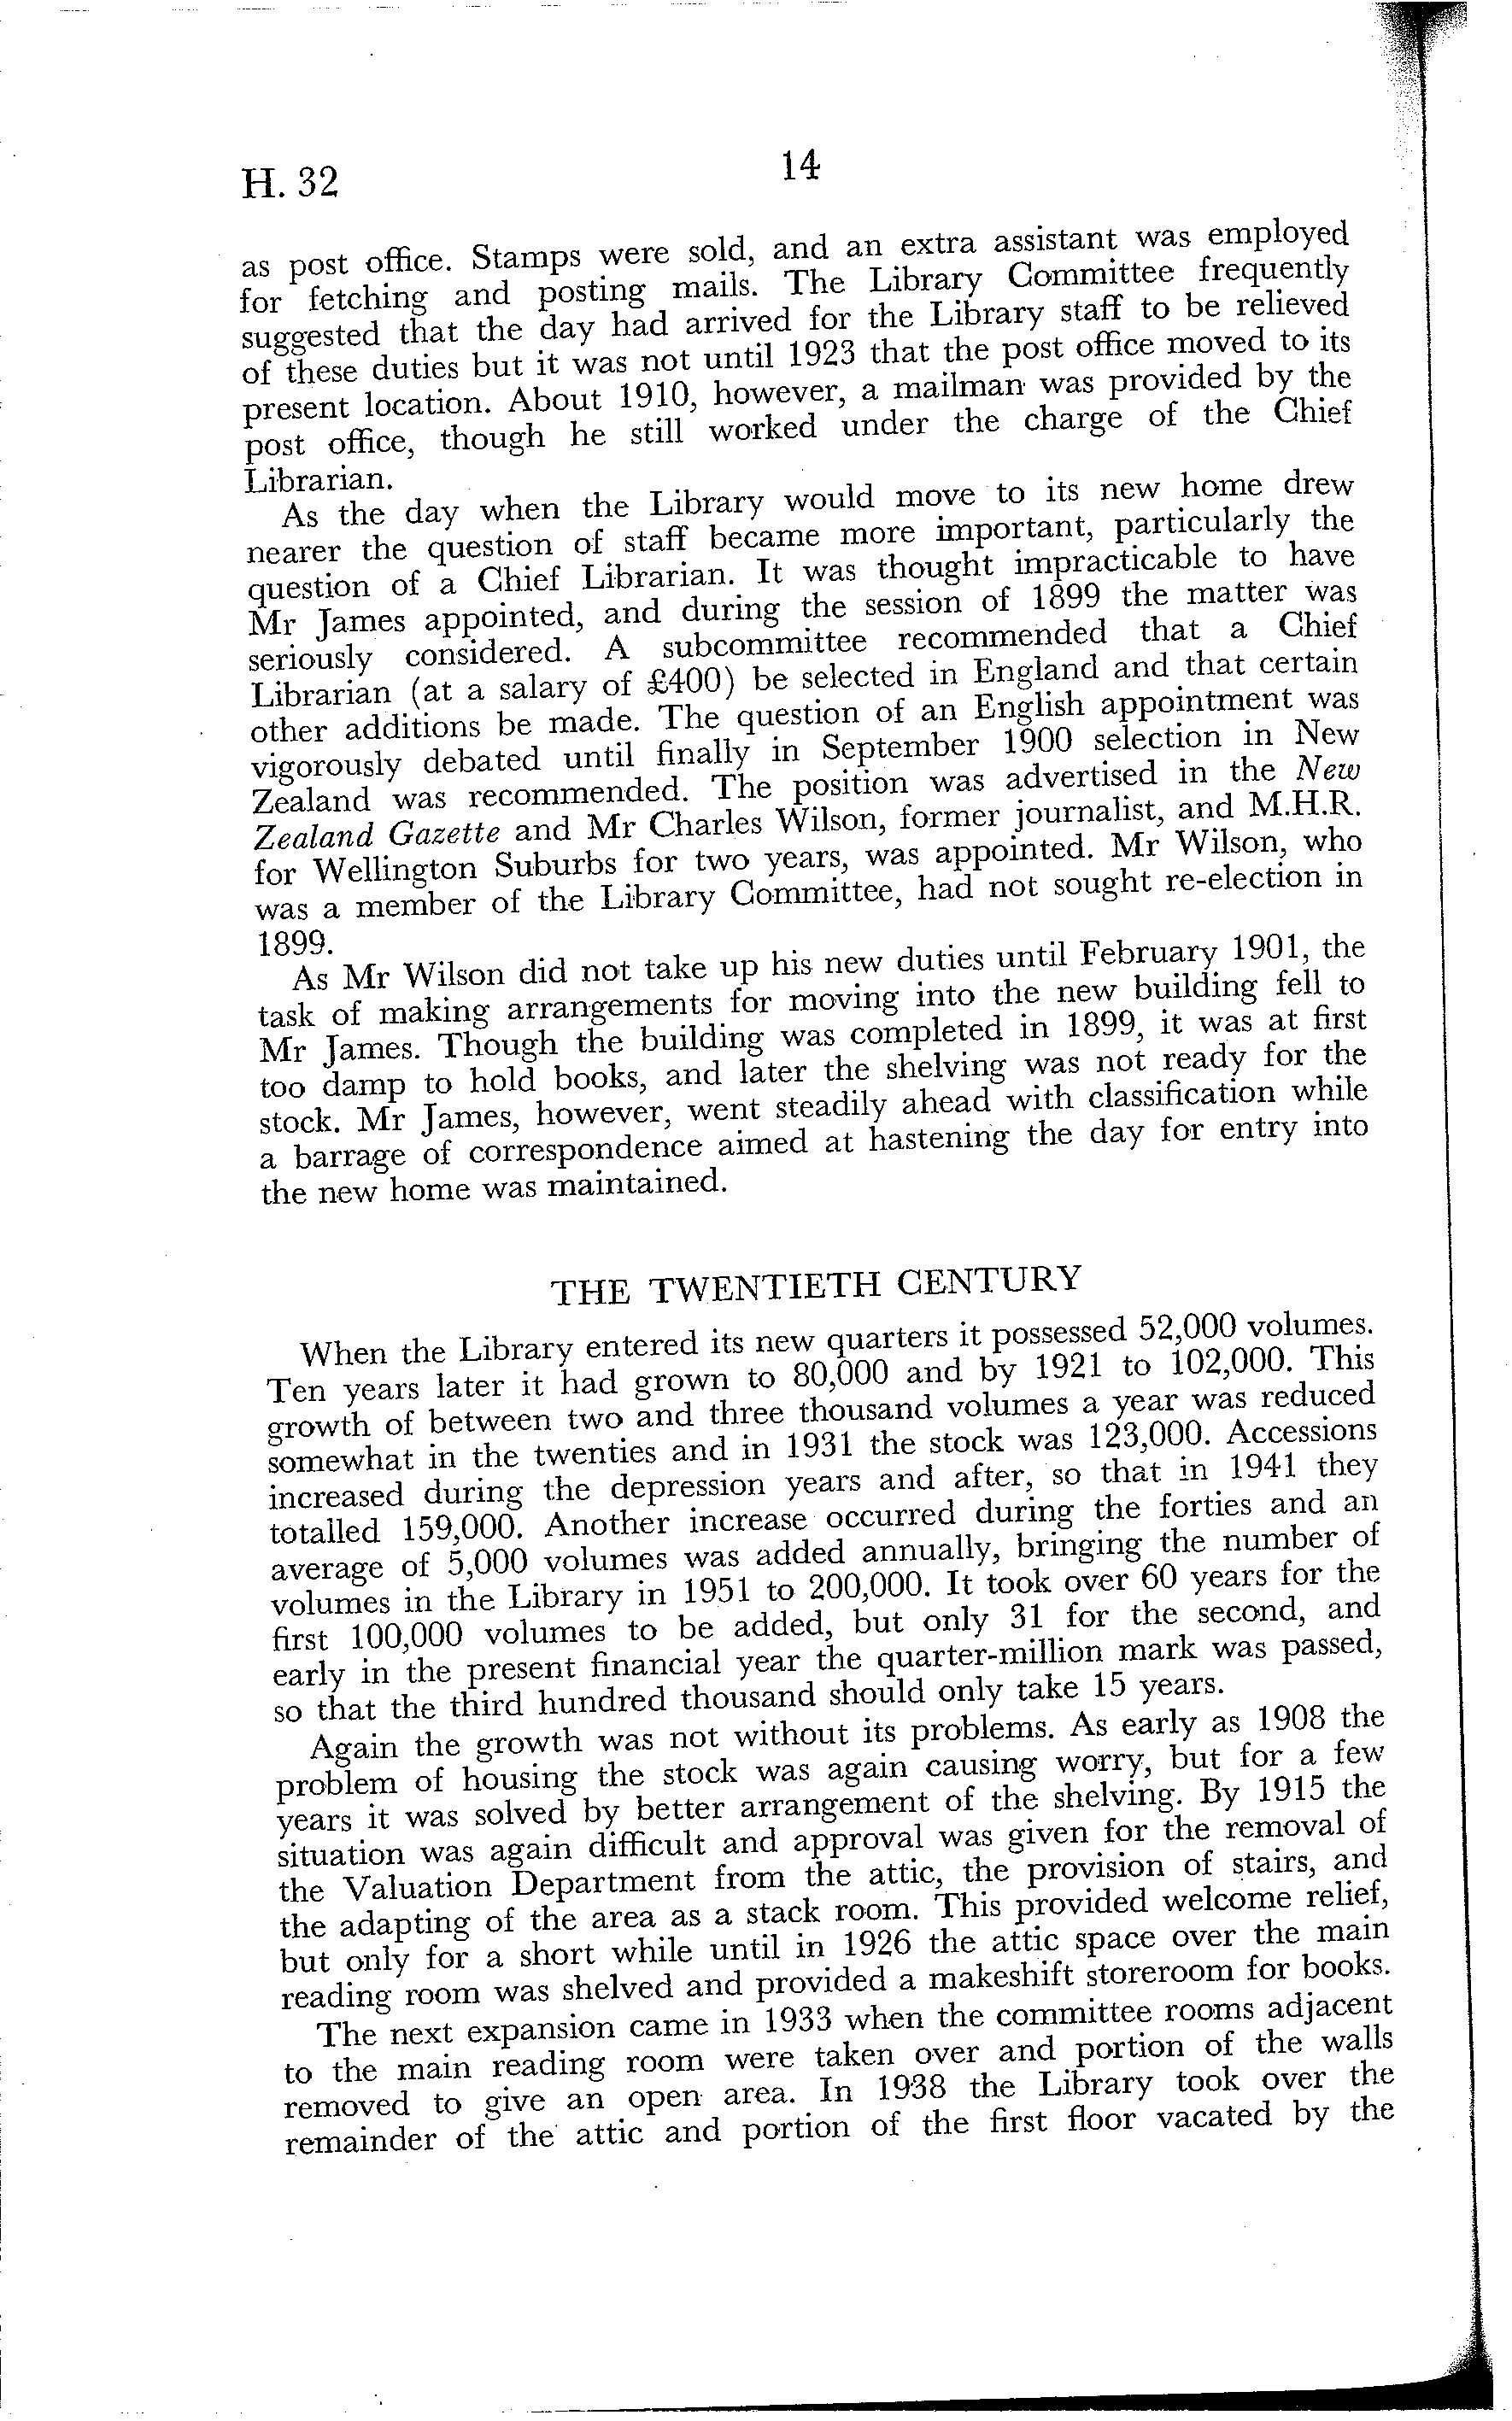 H. 32
14
as post office. Stamps were sold, and an extra assistant was employed
for fetching and posting mails. The Library Committee frequently
suggested that the day had arrived for the Library staff to be relieved
of these duties but it was not until 1923 that the post office moved to its
present location. About 1910, however, a mailman was provided by the
post office, though he still worked under the charge of the Chief
Librarian.
As the day when the Library would move to its new home drew
nearer the question of staff became more important, particularly the
question of a Chief Librarian. It was thought impracticable to have
Mr James appointed, and during the session of 1899 the matter was
seriously considered. A subcommittee recommended that a Chief
Librarian (at a salary of £400) be selected in England and that certain
other additions be made. The question of an English appointment was
vigorously debated until finally in September 1900 selection in New
Zealand was recommended. The position was advertised in the New
Zealand Gazette and Mr Charles Wilson, former journalist, and M.H.R.
for Wellington Suburbs for two years, was appointed. Mr Wilson, who
was a member of the Library Committee, had not sought re-election in
1899.
As Mr Wilson did not take up his new duties until February 1901, the
task of making arrangements for moving into the new building fell to
Mr James. Though the building was completed in 1899, it was at first
too damp to hold books, and later the shelving was not ready for the
stock. Mr James, however, went steadily ahead with classification while
a barrage of correspondence aimed at hastening the day for entry into
the new home was maintained.
THE TWENTIETH CENTURY
When the Library entered its new quarters it possessed 52,000 volumes.
Ten years later it had grown to 80,000 and by 1921 to 102,000. This
growth of between two and three thousand volumes a year was reduced
somewhat in the twenties and in 1931 the stock was 123,000. Accessions
increased during the depression years and after, so that in 1941 they
totalled 159,000. Another increase occurred during the forties and an
average of 5,000 volumes was added annually, bringing the number of
volumes in the Library in 1951 to 200,000. It took over 60 years for the
first 100,000 volumes to be added, but only 31 for the second, and
early in the present financial year the quarter-million mark was passed,
so that the third hundred thousand should only take 15 years.
Again the growth was not without its problems. As early as 1908 the
problem of housing the stock was again causing worry, but for a few
years it was solved by better arrangement of the shelving. By 1915 the
situation was again difficult and approval was given for the removal of
the Valuation Department from the attic, the provision of stairs, and
the adapting of the area as a stack room. This provided welcome relief,
but only for a short while until in 1926 the attic space over the main
reading room was shelved and provided a makeshift storeroom for books.
The next expansion came in 1933 when the committee rooms adjacent
to the main reading room were taken over and portion of the walls
removed to give an open area. In 1938 the Library took over the
remainder of the attic and portion of the first floor vacated by the